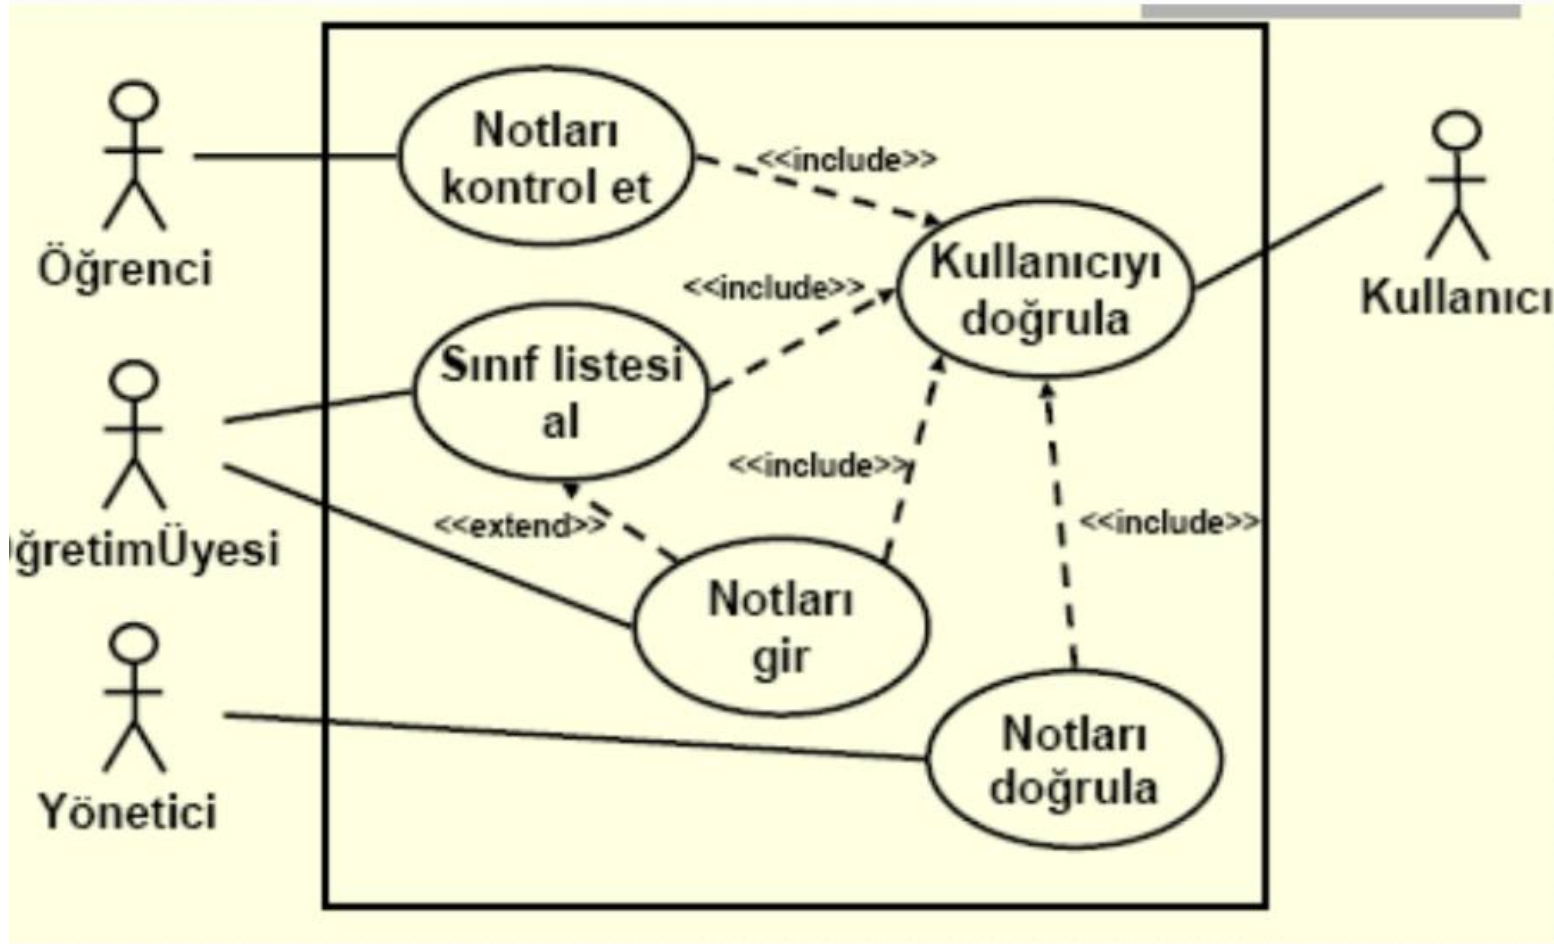 Notları
kontrol et
<<include>>
Öğrenci
Kullanıcıyı
doğrula
Kullanıcı
<<include>>
Sınıf listesi
al
<<include>>
<<extend>>
<<include>>
ğretimÜyesi
Notları
gir
Notları
doğrula
Yönetici